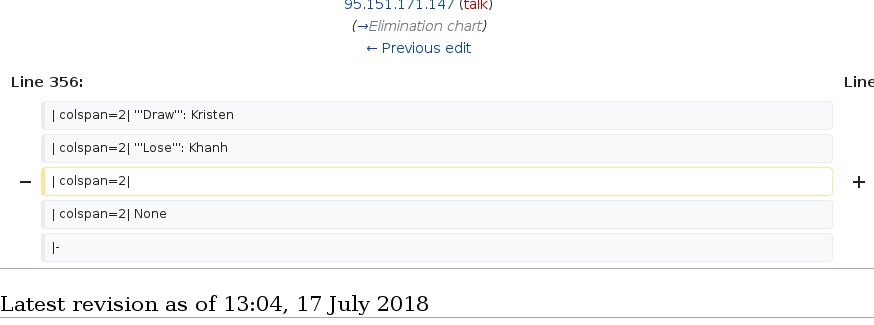 95.151.171.147 (talk)
(→Elimination chart)
← Previous edit
Line 356:
Line
| colspan=2| '''Draw''': Kristen
| colspan=2| '''Lose''': Khanh
− | colspan=2| +
| colspan=2| None
|-
Latest revision as of 13:04, 17 July 2018